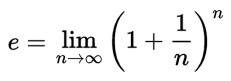 e = lim_{n→∞} (1 + 1/n)^n